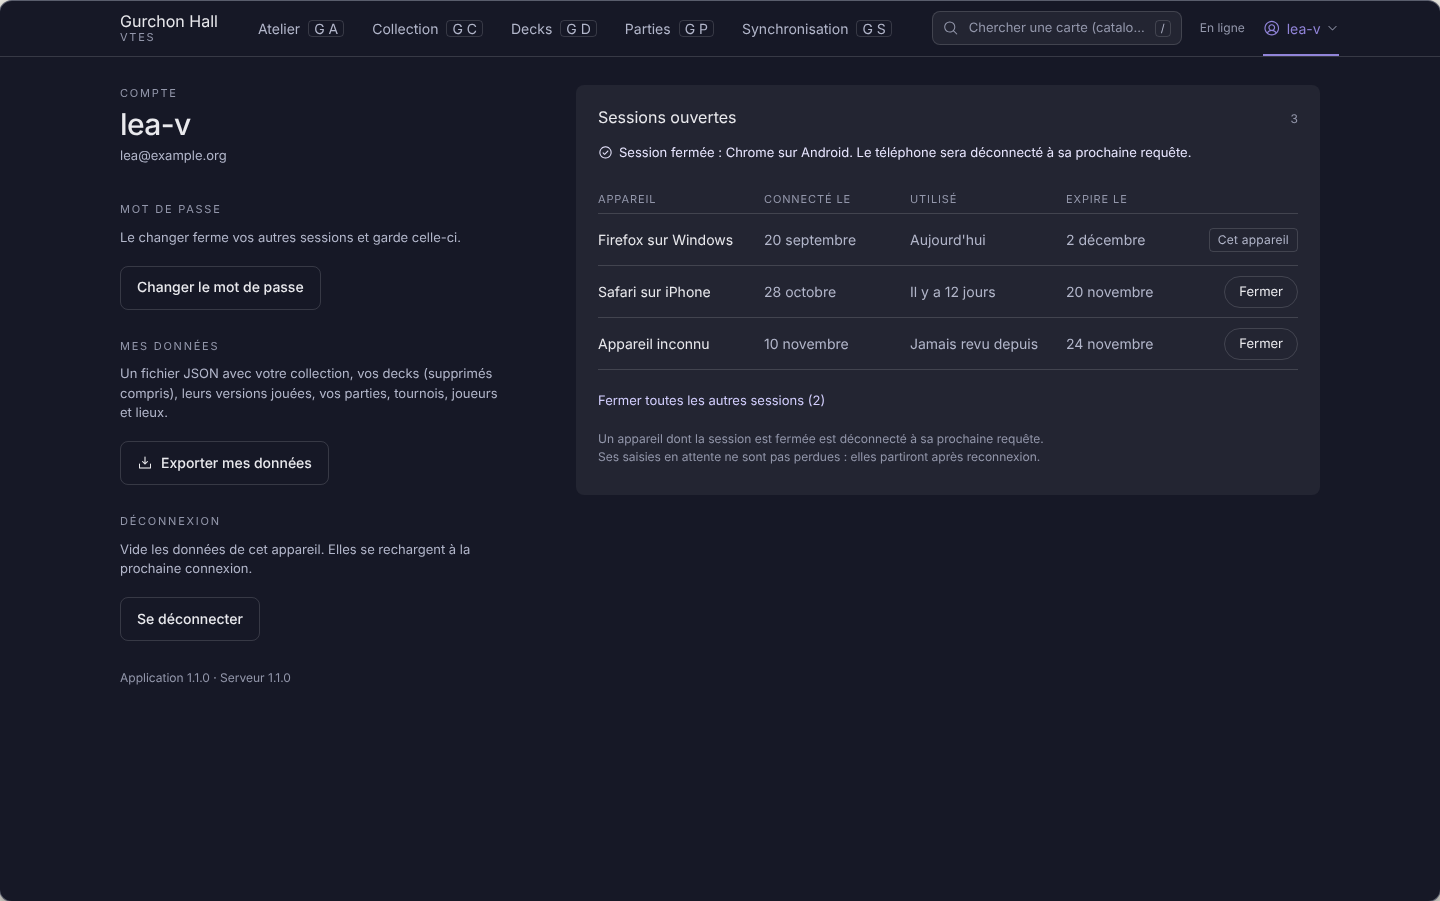 Gurchon Hall
VTES
Atelier G A Collection G C Decks G D Parties G P Synchronisation G S
Chercher une carte (catalo... /
En ligne
lea-v
COMPTE
lea-v
lea@example.org
MOT DE PASSE
Le changer ferme vos autres sessions et garde celle-ci.
Changer le mot de passe
MES DONNÉES
Un fichier JSON avec votre collection, vos decks (supprimés
compris), leurs versions jouées, vos parties, tournois, joueurs
et lieux.
Exporter mes données
DÉCONNEXION
Vide les données de cet appareil. Elles se rechargent à la
prochaine connexion.
Se déconnecter
Application 1.1.0 · Serveur 1.1.0
Sessions ouvertes 3
Session fermée : Chrome sur Android. Le téléphone sera déconnecté à sa prochaine requête.
APPAREIL CONNECTÉ LE UTILISÉ EXPIRE LE
Firefox sur Windows 20 septembre Aujourd'hui 2 décembre Cet appareil
Safari sur iPhone 28 octobre Il y a 12 jours 20 novembre Fermer
Appareil inconnu 10 novembre Jamais revu depuis 24 novembre Fermer
Fermer toutes les autres sessions (2)
Un appareil dont la session est fermée est déconnecté à sa prochaine requête.
Ses saisies en attente ne sont pas perdues : elles partiront après reconnexion.